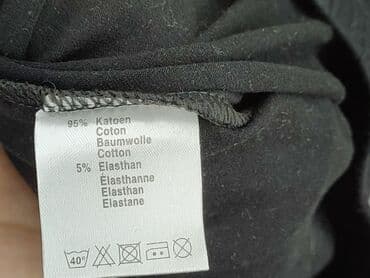 95% Katoen
Coton
Baumwolle
Cotton
5% Elasthan
Élasthanne
Elasthan
Elastane
40°